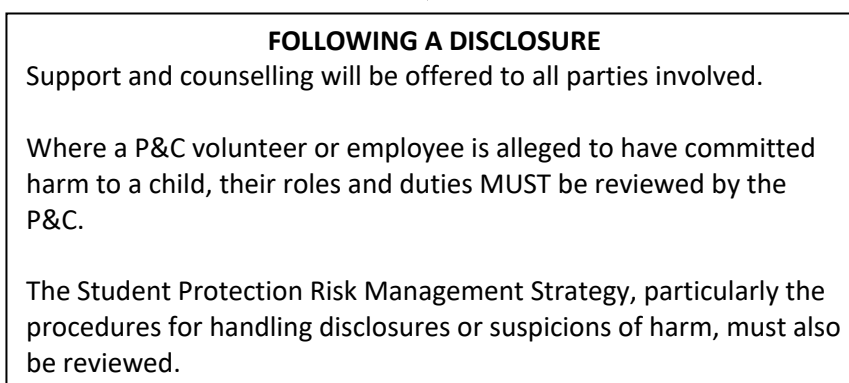 FOLLOWING A DISCLOSURE
Support and counselling will be offered to all parties involved.
Where a P&C volunteer or employee is alleged to have committed
harm to a child, their roles and duties MUST be reviewed by the
P&C.
The Student Protection Risk Management Strategy, particularly the
procedures for handling disclosures or suspicions of harm, must also
be reviewed.